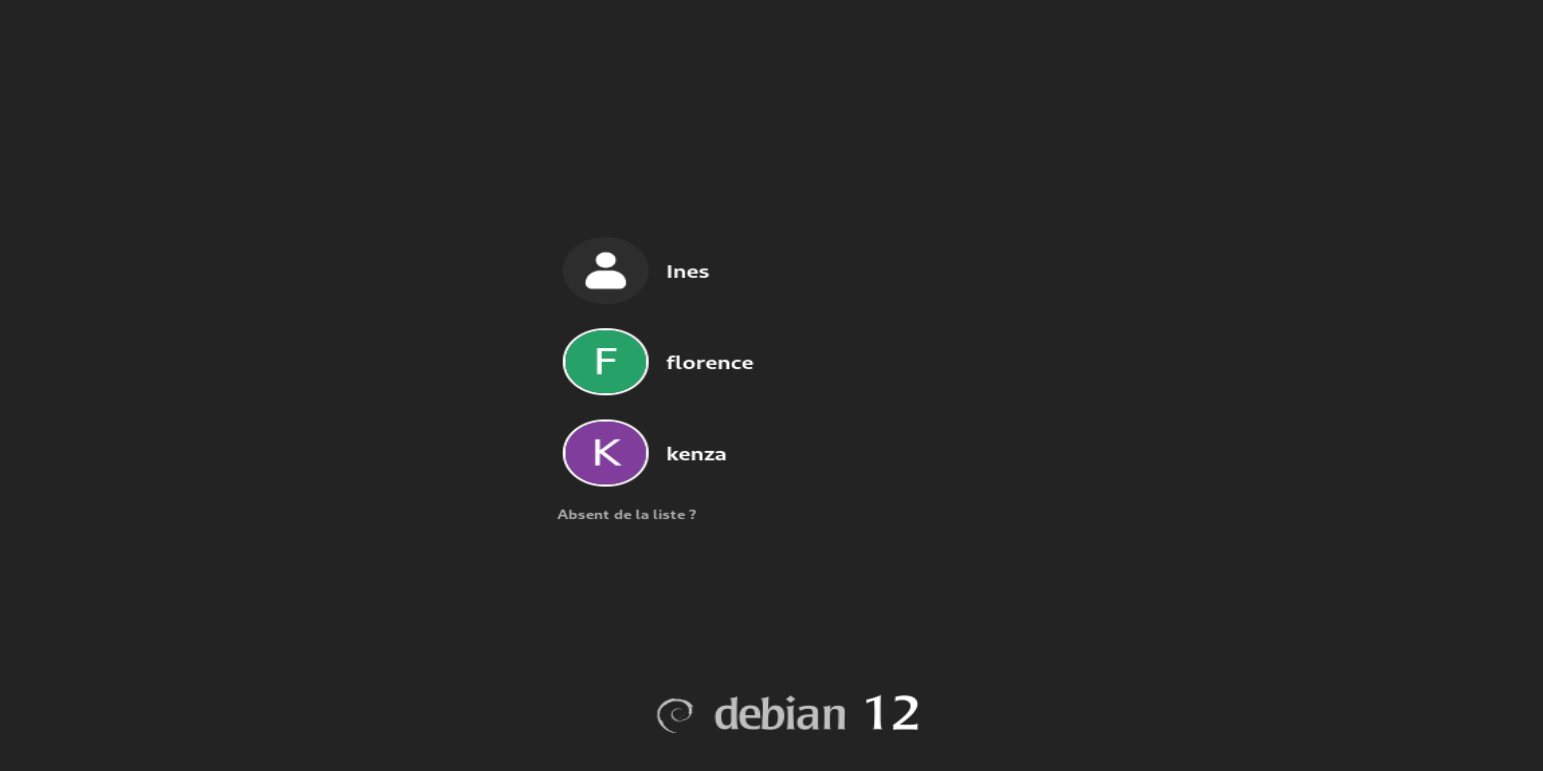 Ines
F
florence
K
kenza
Absent de la liste ?
debian 12